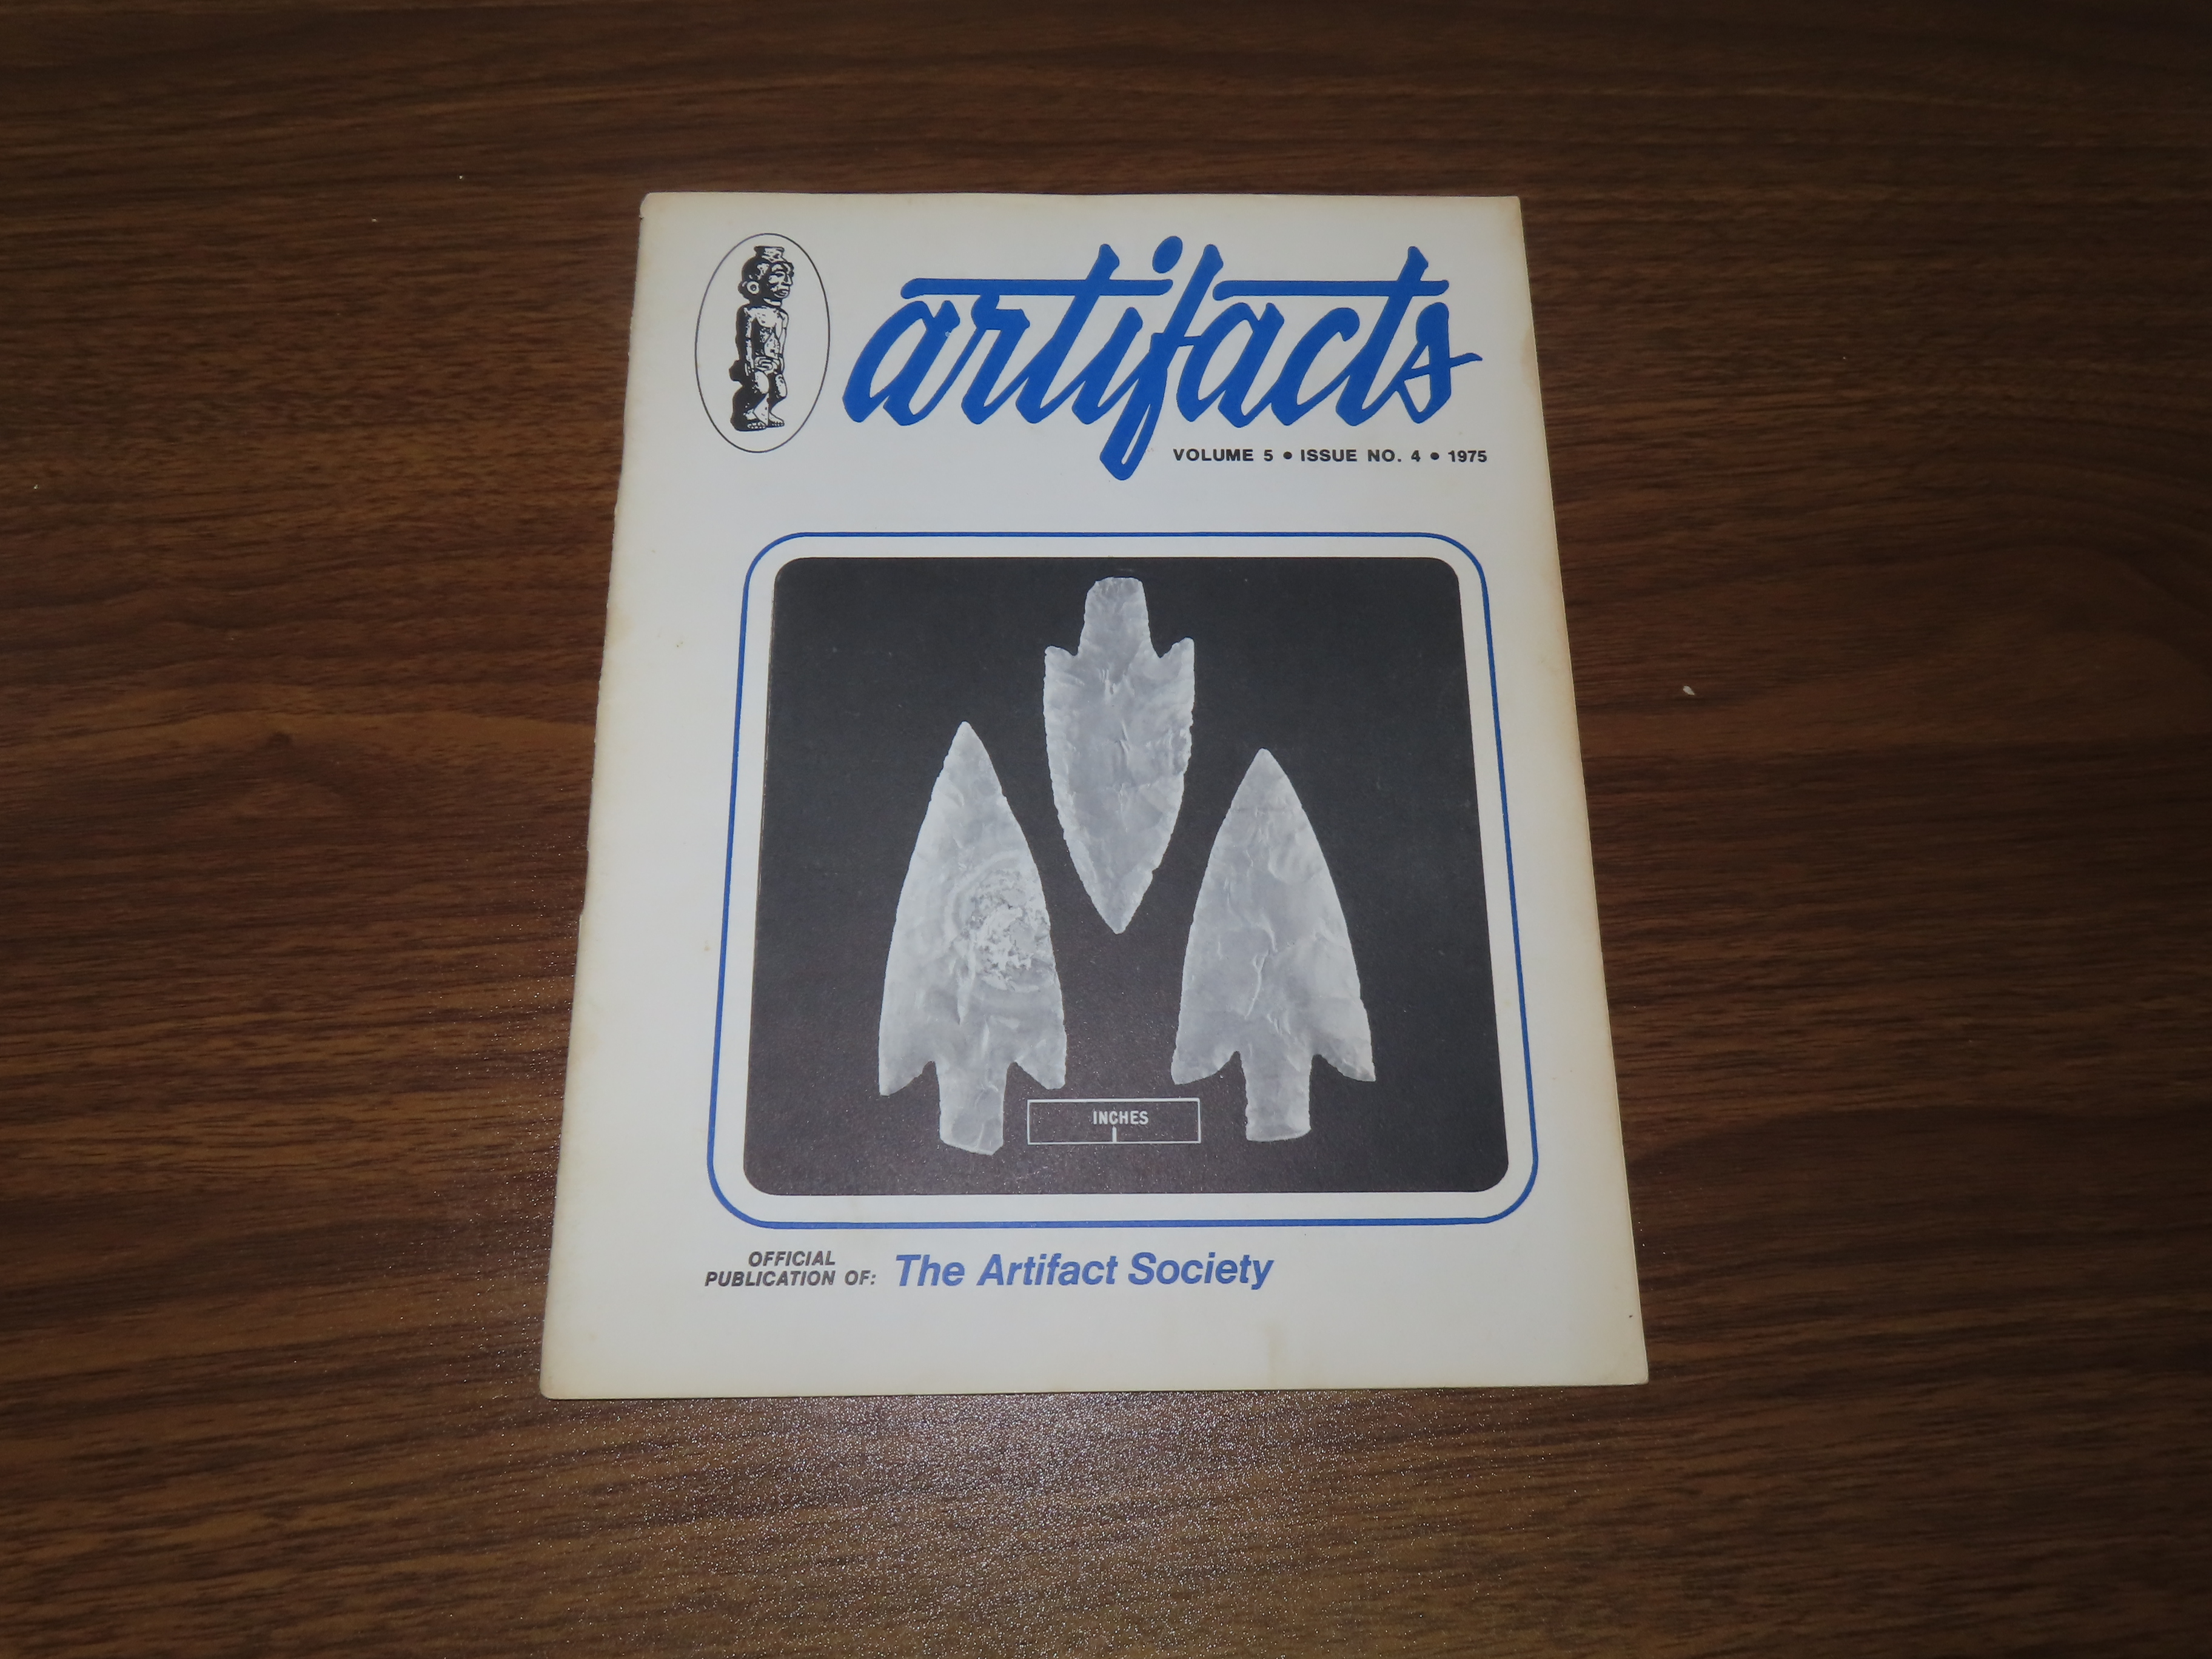 artifacts
VOLUME 5 • ISSUE NO. 4 • 1975
INCHES
OFFICIAL
PUBLICATION OF: The Artifact Society